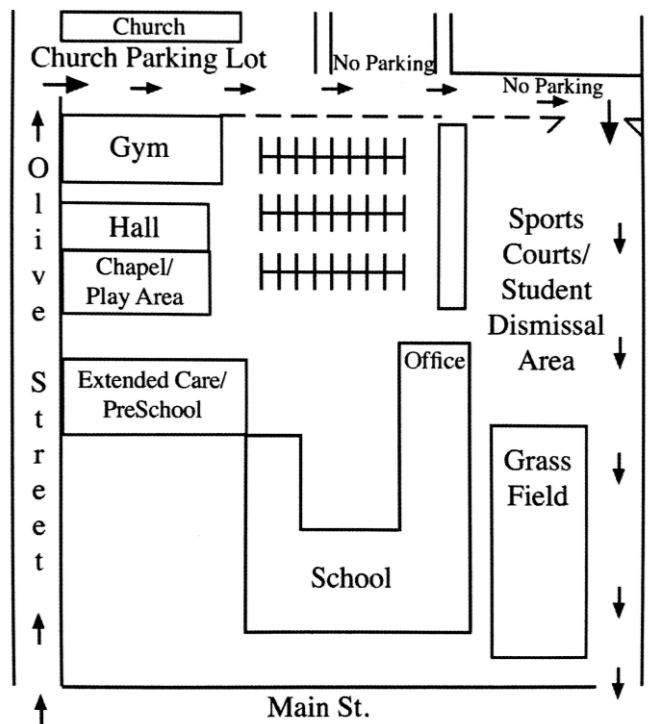 Church
Church Parking Lot
No Parking
No Parking
Gym
Olive Street
Hall
Chapel/
Play Area
Sports
Courts/
Student
Dismissal
Area
Office
Extended Care/
PreSchool
Grass
Field
School
Main St.